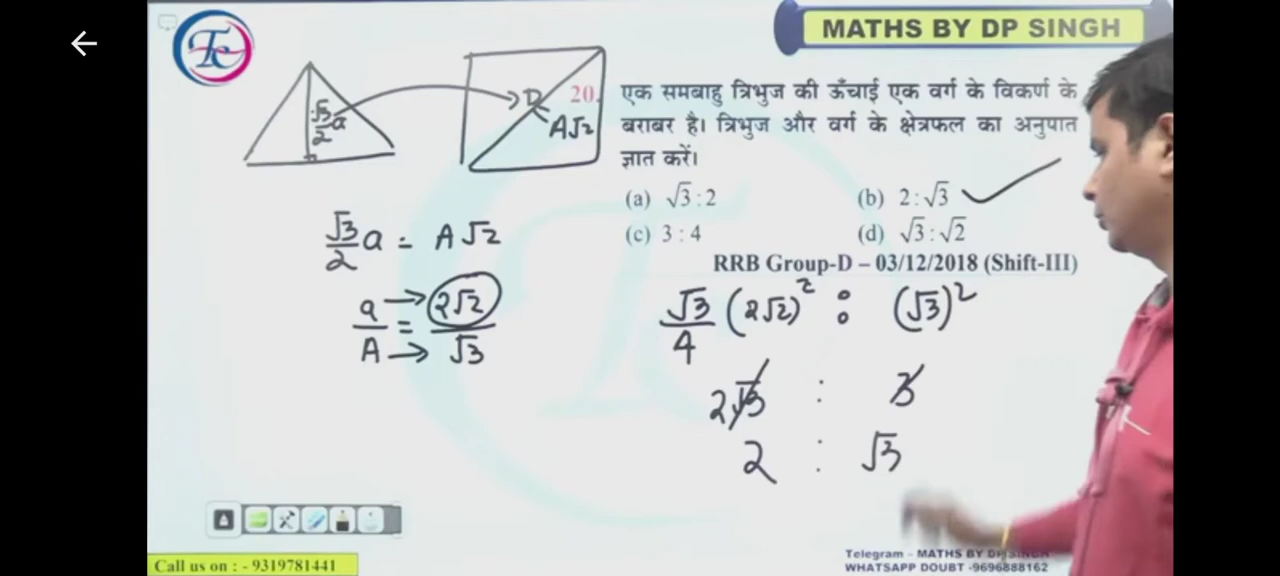 MATHS BY DP SINGH
20. एक समबाहु त्रिभुज की ऊँचाई एक वर्ग के विकर्ण के
बराबर है। त्रिभुज और वर्ग के क्षेत्रफल का अनुपात
ज्ञात करें।
(a) √3 : 2 (b) 2 : √3
(c) 3 : 4 (d) √3 : √2
RRB Group-D – 03/12/2018 (Shift-III)
√3/2 a
D
A√2
√3/2 a = A√2
a/A = 2√2/√3
√3/4 (2√2)² : (√3)²
2√3 : 3
2 : √3
Call us on : - 9319781441
Telegram – MATHS BY DP SINGH
WHATSAPP DOUBT -9696888162